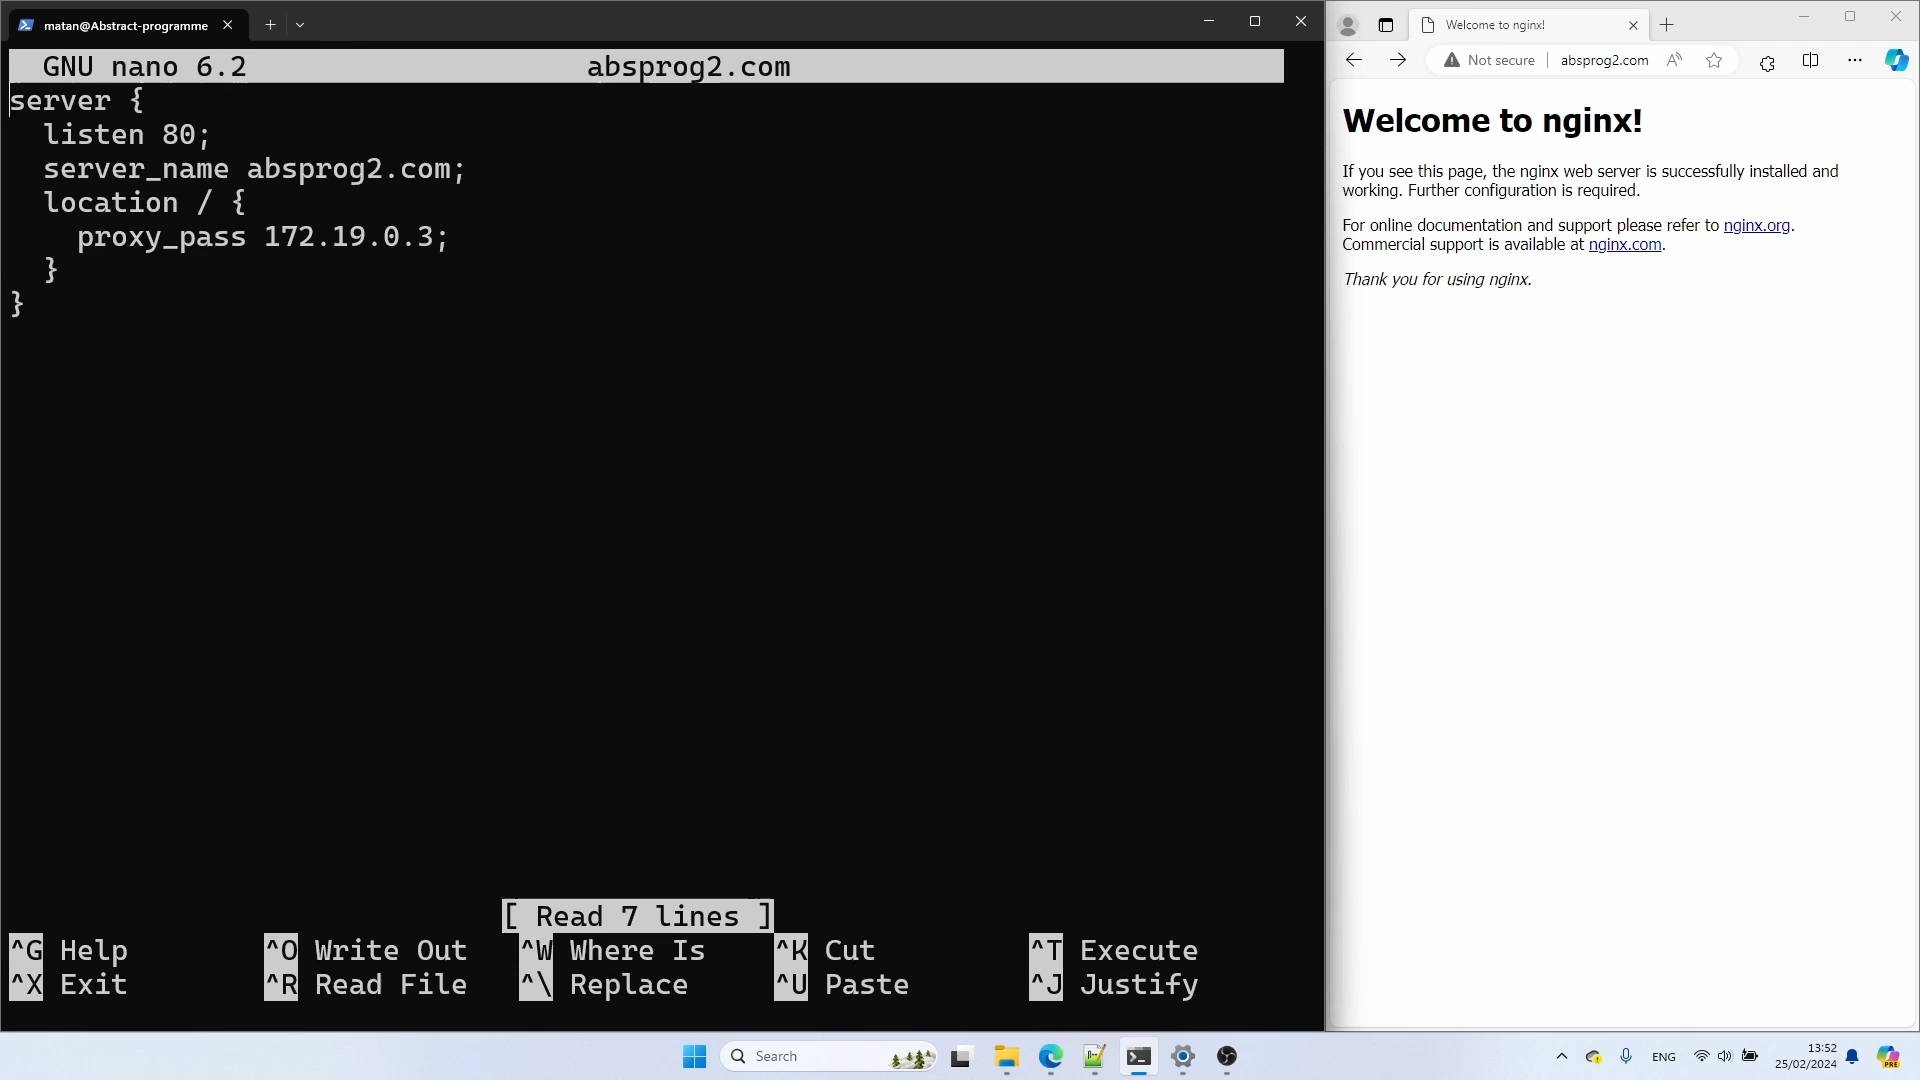 matan@Abstract-programme
GNU nano 6.2 absprog2.com
server {
  listen 80;
  server_name absprog2.com;
  location / {
    proxy_pass 172.19.0.3;
  }
}
[ Read 7 lines ]
^G Help ^O Write Out ^W Where Is ^K Cut ^T Execute
^X Exit ^R Read File ^\ Replace ^U Paste ^J Justify
Welcome to nginx!
Not secure absprog2.com
Welcome to nginx!
If you see this page, the nginx web server is successfully installed and
working. Further configuration is required.
For online documentation and support please refer to nginx.org.
Commercial support is available at nginx.com.
Thank you for using nginx.
Search
ENG
13:52
25/02/2024
PRE